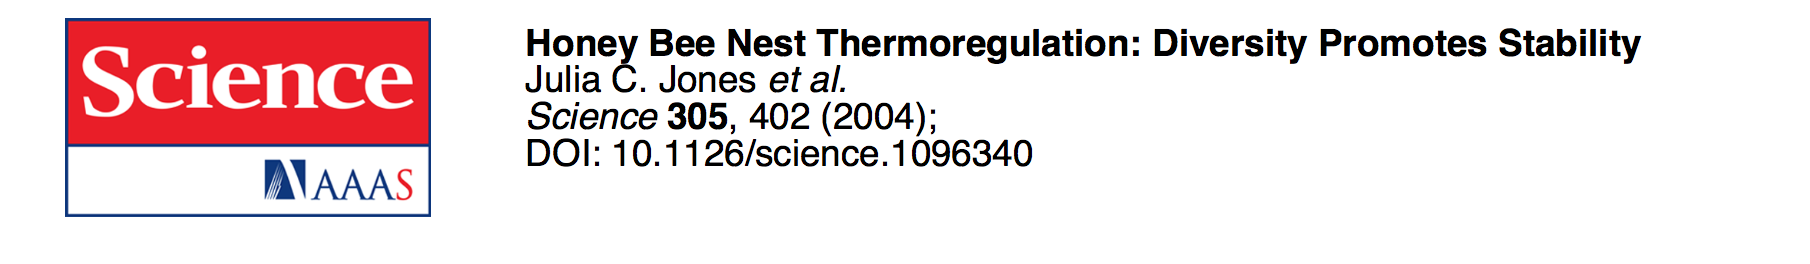 Science
AAAS
Honey Bee Nest Thermoregulation: Diversity Promotes Stability
Julia C. Jones et al.
Science 305, 402 (2004);
DOI: 10.1126/science.1096340